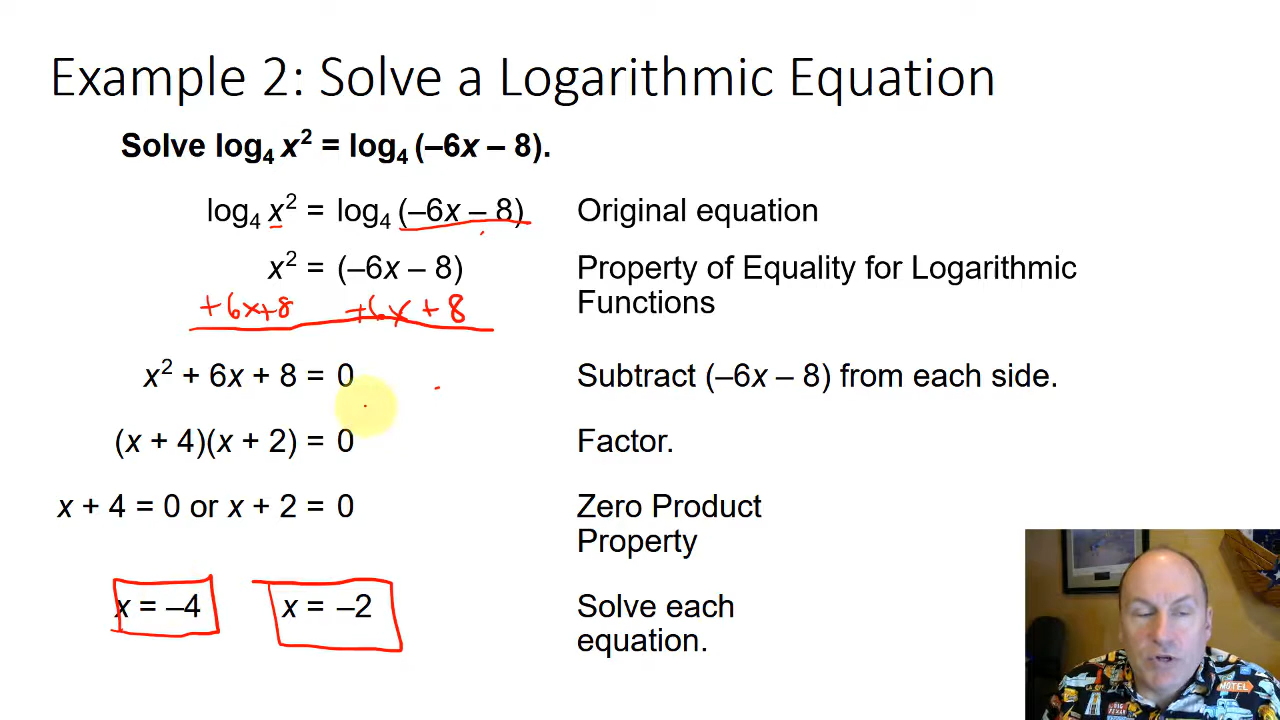 Example 2: Solve a Logarithmic Equation
Solve log₄ x² = log₄ (–6x – 8).
log₄ x² = log₄ (–6x – 8) Original equation
x² = (–6x – 8) Property of Equality for Logarithmic
Functions
+6x+8 +6x+8
x² + 6x + 8 = 0 Subtract (–6x – 8) from each side.
(x + 4)(x + 2) = 0 Factor.
x + 4 = 0 or x + 2 = 0 Zero Product
Property
x = –4 x = –2 Solve each
equation.
MOTEL